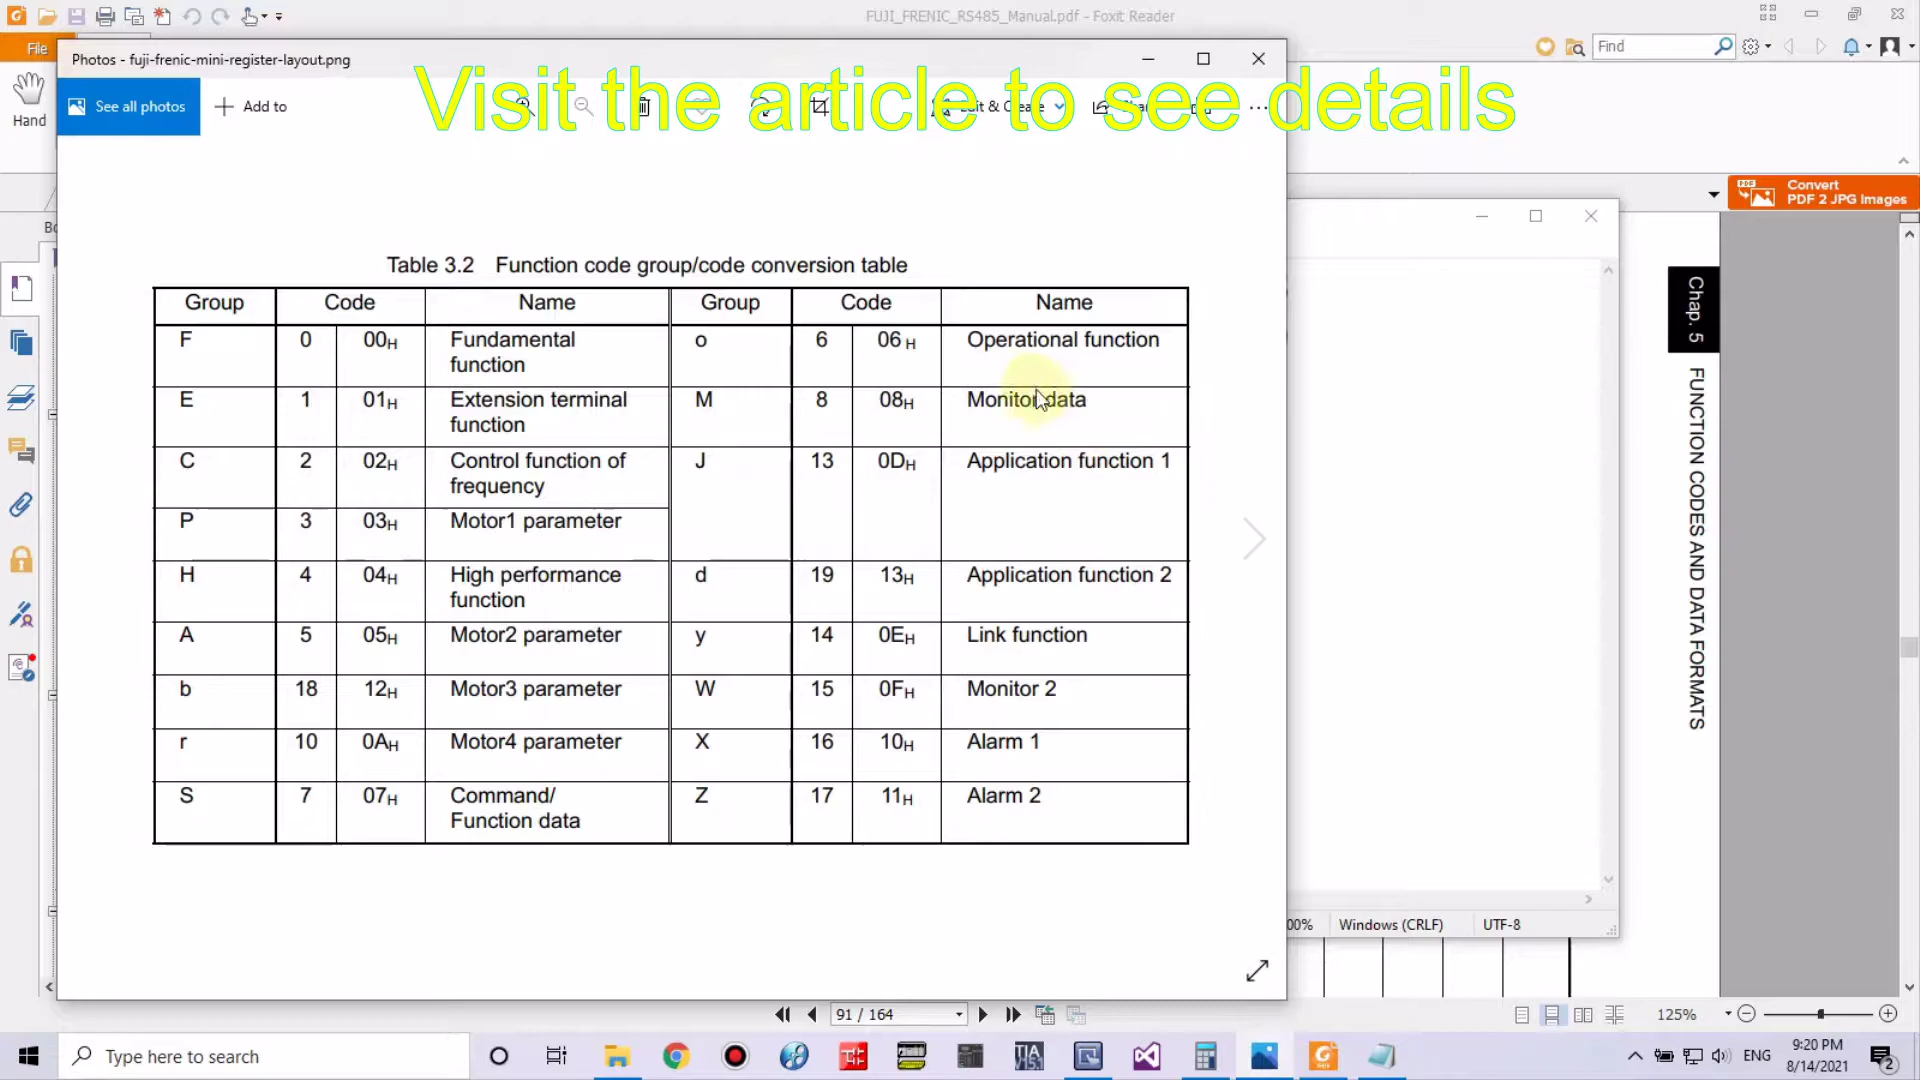 FUJI_FRENIC_RS485_Manual.pdf - Foxit Reader
File
Find
Hand
Photos - fuji-frenic-mini-register-layout.png
See all photos
Add to
Edit & Create
Visit the article to see details
Convert
PDF 2 JPG Images
Table 3.2 Function code group/code conversion table
Group Code Name Group Code Name
F 0 00H Fundamental function o 6 06H Operational function
E 1 01H Extension terminal function M 8 08H Monitor data
C 2 02H Control function of frequency J 13 0DH Application function 1
P 3 03H Motor1 parameter
H 4 04H High performance function d 19 13H Application function 2
A 5 05H Motor2 parameter y 14 0EH Link function
b 18 12H Motor3 parameter W 15 0FH Monitor 2
r 10 0AH Motor4 parameter X 16 10H Alarm 1
S 7 07H Command/ Function data Z 17 11H Alarm 2
Chap. 5
FUNCTION CODES AND DATA FORMATS
Windows (CRLF) UTF-8
91 / 164
125%
Type here to search
ENG
9:20 PM
8/14/2021
2